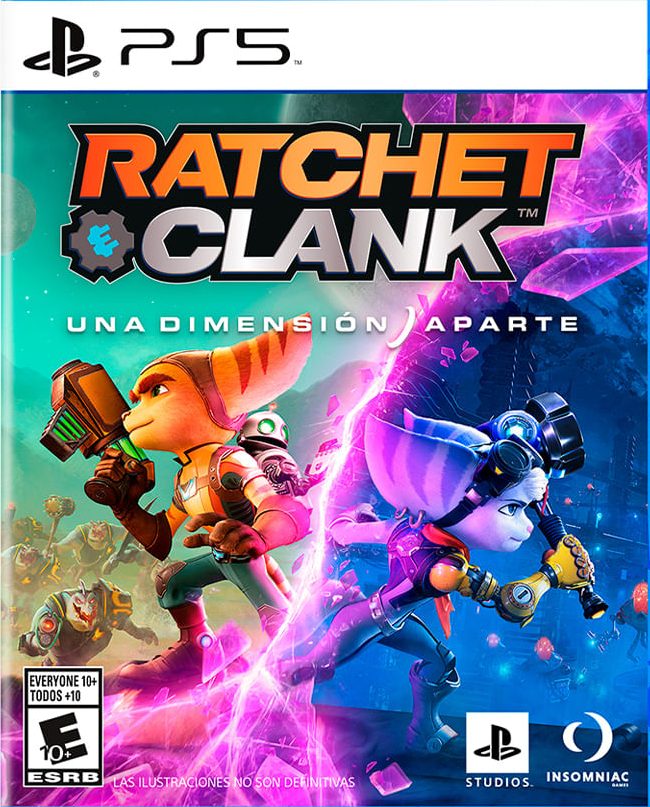 PS5
RATCHET
& CLANK™
UNA DIMENSIÓN APARTE
EVERYONE 10+
TODOS +10
E
10+
ESRB
LAS ILUSTRACIONES NO SON DEFINITIVAS
STUDIOS
INSOMNIAC
GAMES